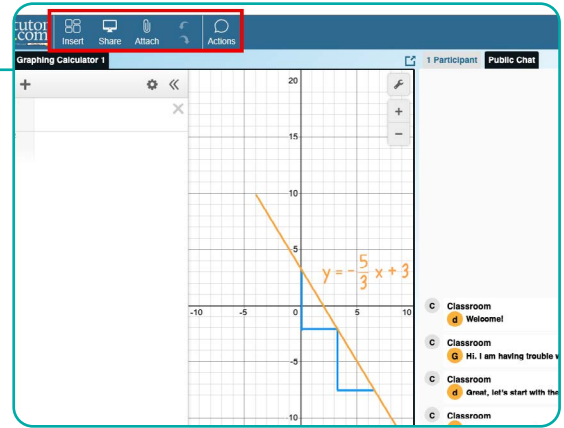 tutor
.com
Insert
Share
Attach
Actions
Graphing Calculator 1
1 Participant
Public Chat
20
15
10
5
y = -5/3 x + 3
-10
-5
0
5
10
-5
-10
C Classroom
d Welcome!
C Classroom
G Hi. I am having trouble
C Classroom
d Great, let's start with the
C Classroom